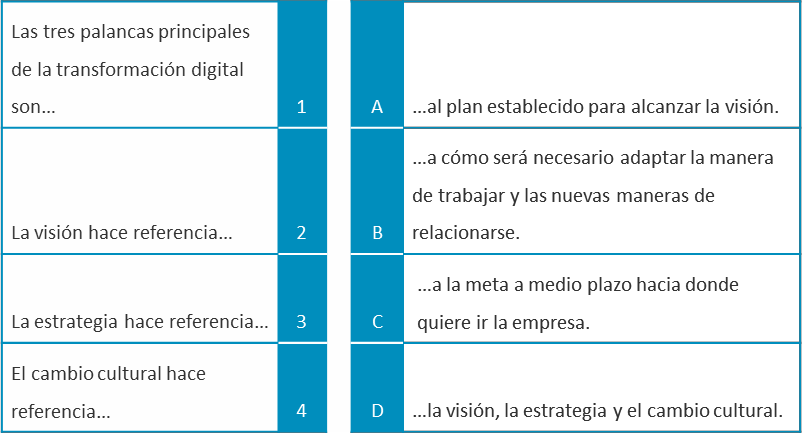 Las tres palancas principales
de la transformación digital
son...
1
A
...al plan establecido para alcanzar la visión.
La visión hace referencia...
2
B
...a cómo será necesario adaptar la manera
de trabajar y las nuevas maneras de
relacionarse.
La estrategia hace referencia...
3
C
...a la meta a medio plazo hacia donde
quiere ir la empresa.
El cambio cultural hace
referencia...
4
D
...la visión, la estrategia y el cambio cultural.